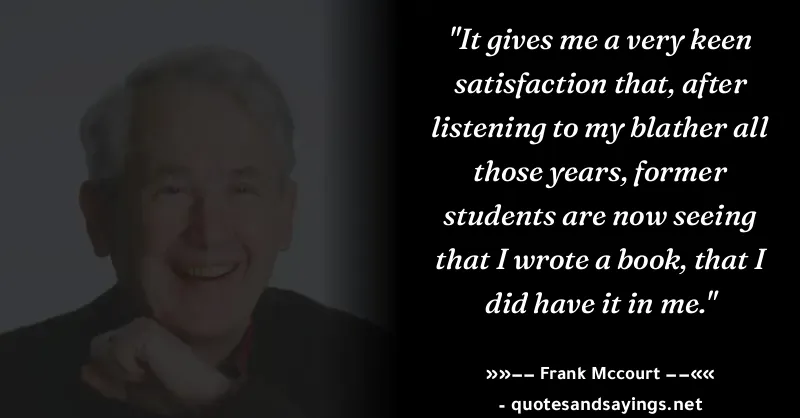 "It gives me a very keen
satisfaction that, after
listening to my blather all
those years, former
students are now seeing
that I wrote a book, that I
did have it in me."
»»−− Frank Mccourt −−««
- quotesandsayings.net